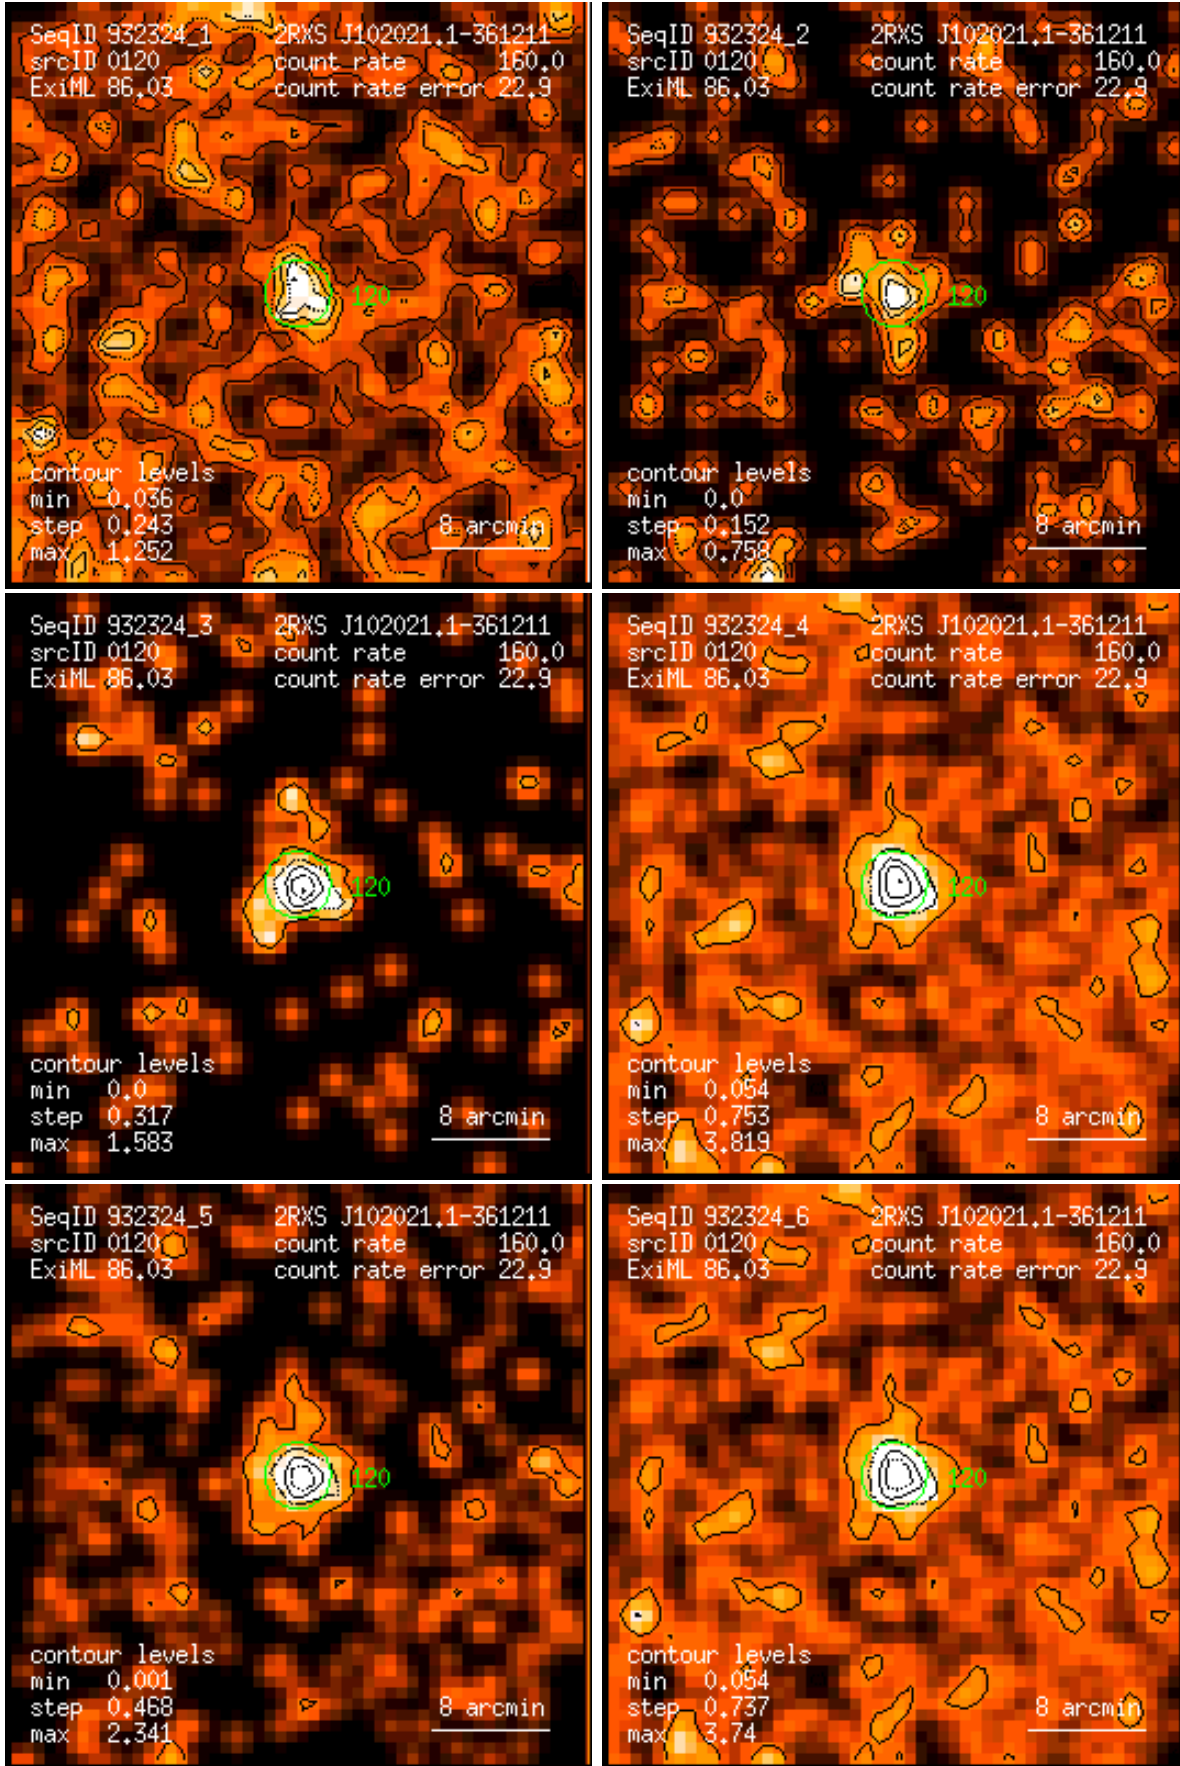 SeqID 932324_1 2RXS J102021.1-361211
srcID 0120 count rate 160.0
ExiML 86.03 count rate error 22.9
120
contour levels
min 0.036
step 0.243 8 arcmin
max 1.252
SeqID 932324_2 2RXS J102021.1-361211
srcID 0120 count rate 160.0
ExiML 86.03 count rate error 22.9
120
contour levels
min 0.0
step 0.152 8 arcmin
max 0.758
SeqID 932324_3 2RXS J102021.1-361211
srcID 0120 count rate 160.0
ExiML 86.03 count rate error 22.9
120
contour levels
min 0.0
step 0.317 8 arcmin
max 1.583
SeqID 932324_4 2RXS J102021.1-361211
srcID 0120 count rate 160.0
ExiML 86.03 count rate error 22.9
120
contour levels
min 0.054
step 0.753 8 arcmin
max 3.819
SeqID 932324_5 2RXS J102021.1-361211
srcID 0120 count rate 160.0
ExiML 86.03 count rate error 22.9
120
contour levels
min 0.001
step 0.468 8 arcmin
max 2.341
SeqID 932324_6 2RXS J102021.1-361211
srcID 0120 count rate 160.0
ExiML 86.03 count rate error 22.9
120
contour levels
min 0.054
step 0.737 8 arcmin
max 3.74